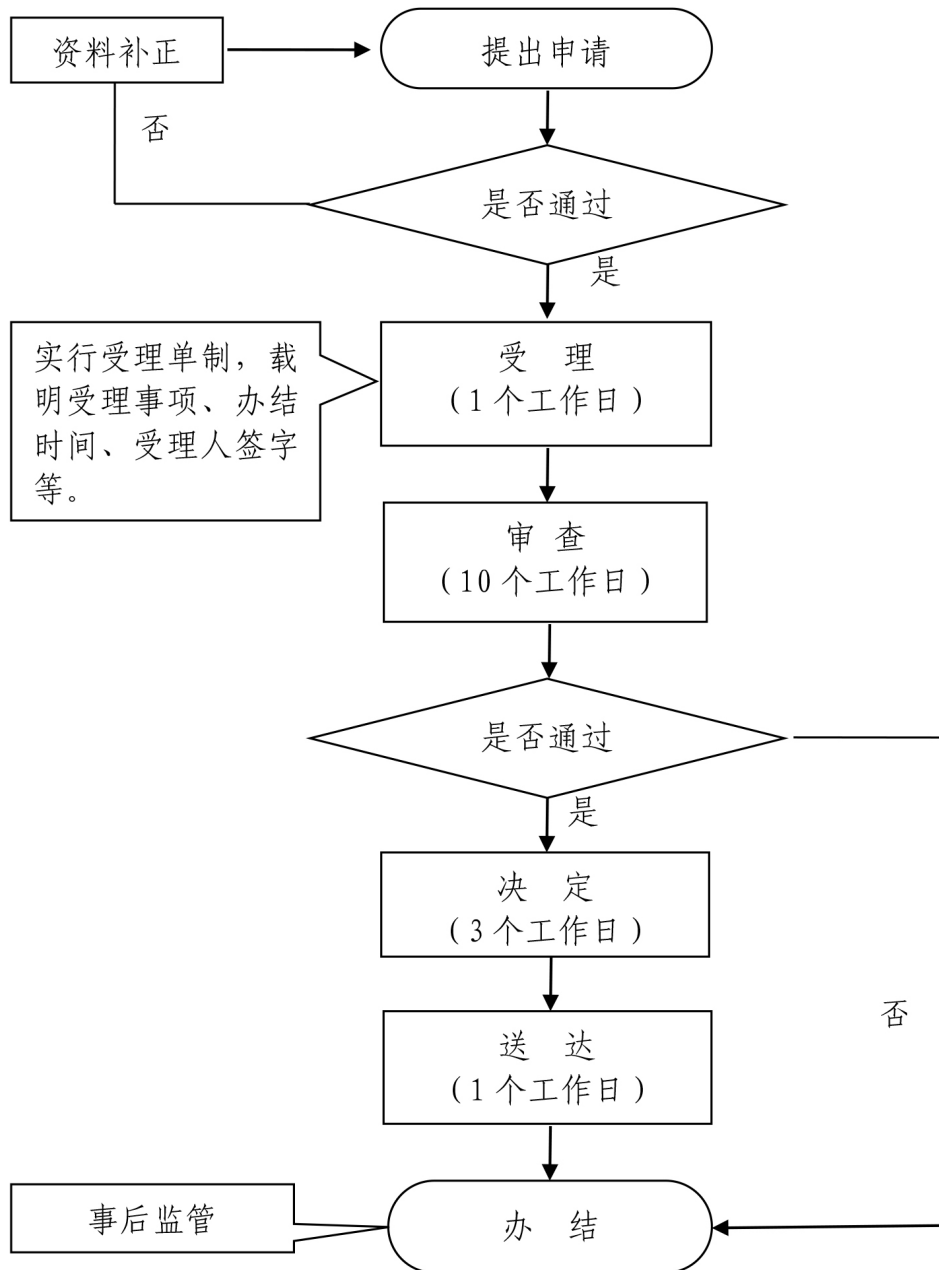 资料补正
提出申请
否
是否通过
是
实行受理单制，载
明受理事项、办结
时间、受理人签字
等。
受 理
（1个工作日）
审 查
（10个工作日）
是否通过
是
决 定
（3个工作日）
否
送 达
（1个工作日）
事后监管
办 结